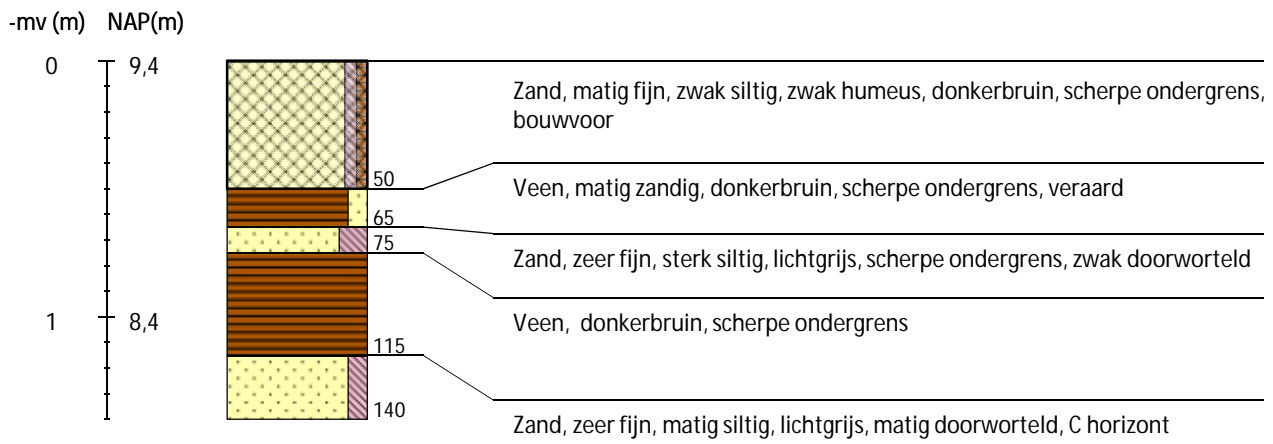 -mv (m) NAP(m)
0 9,4
Zand, matig fijn, zwak siltig, zwak humeus, donkerbruin, scherpe ondergrens,
bouwvoor
50
Veen, matig zandig, donkerbruin, scherpe ondergrens, veraard
65
75
Zand, zeer fijn, sterk siltig, lichtgrijs, scherpe ondergrens, zwak doorworteld
1 8,4
Veen, donkerbruin, scherpe ondergrens
115
140
Zand, zeer fijn, matig siltig, lichtgrijs, matig doorworteld, C horizont